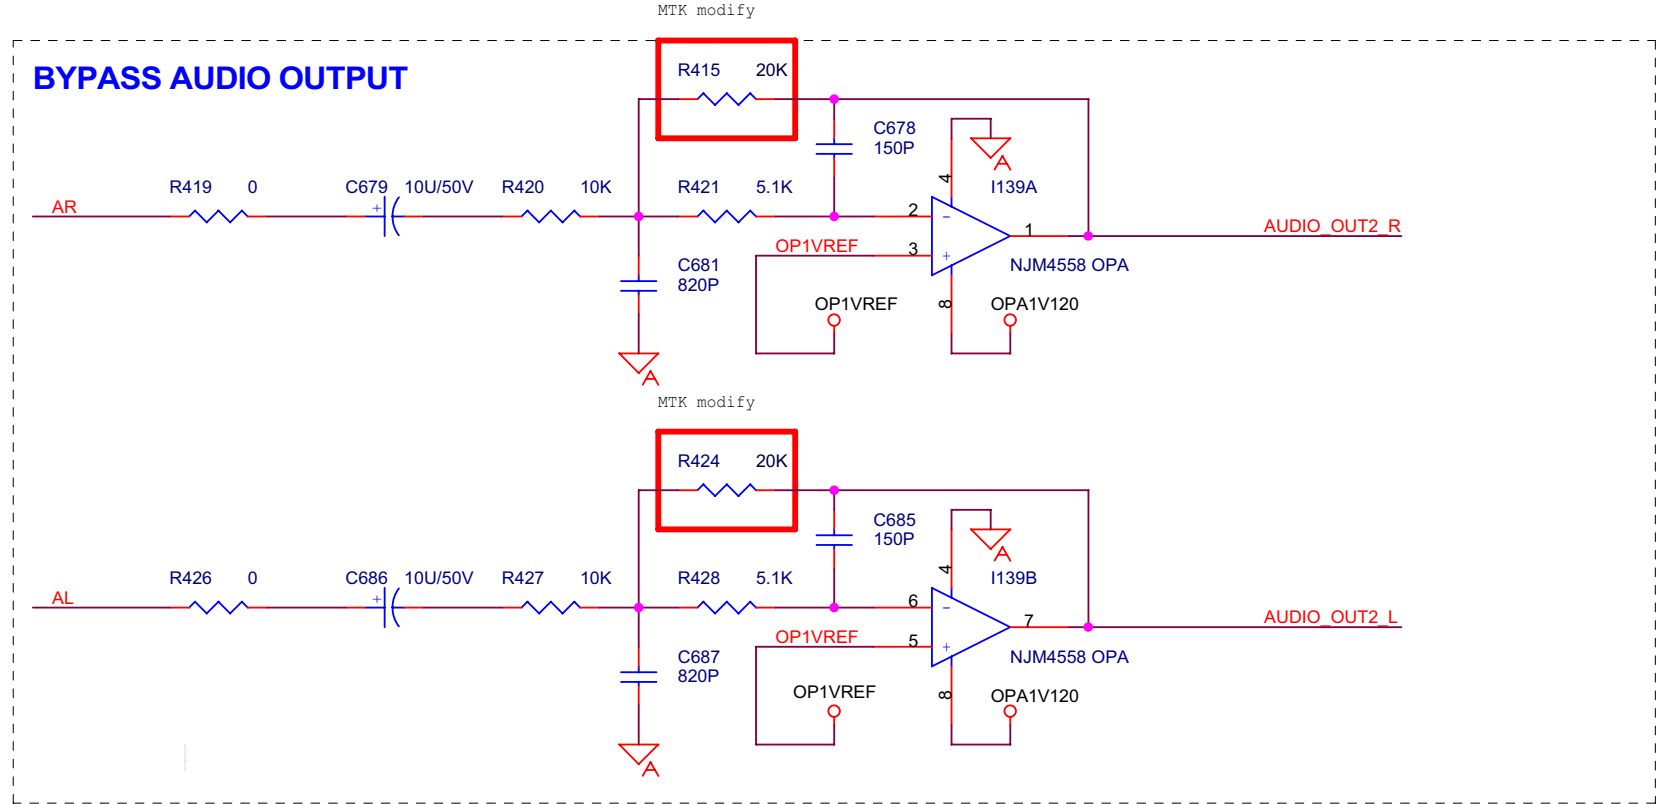 MTK modify
BYPASS AUDIO OUTPUT
R415 20K
C678
150P
A
4
I139A
R419 0
C679 10U/50V
R420 10K
R421 5.1K
AR
+
2
-
1
AUDIO_OUT2_R
OP1VREF
3
+
NJM4558 OPA
C681
820P
8
OP1VREF
OPA1V120
A
MTK modify
R424 20K
C685
150P
A
4
I139B
R426 0
C686 10U/50V
R427 10K
R428 5.1K
AL
+
6
-
7
AUDIO_OUT2_L
OP1VREF
5
+
NJM4558 OPA
C687
820P
8
OP1VREF
OPA1V120
A